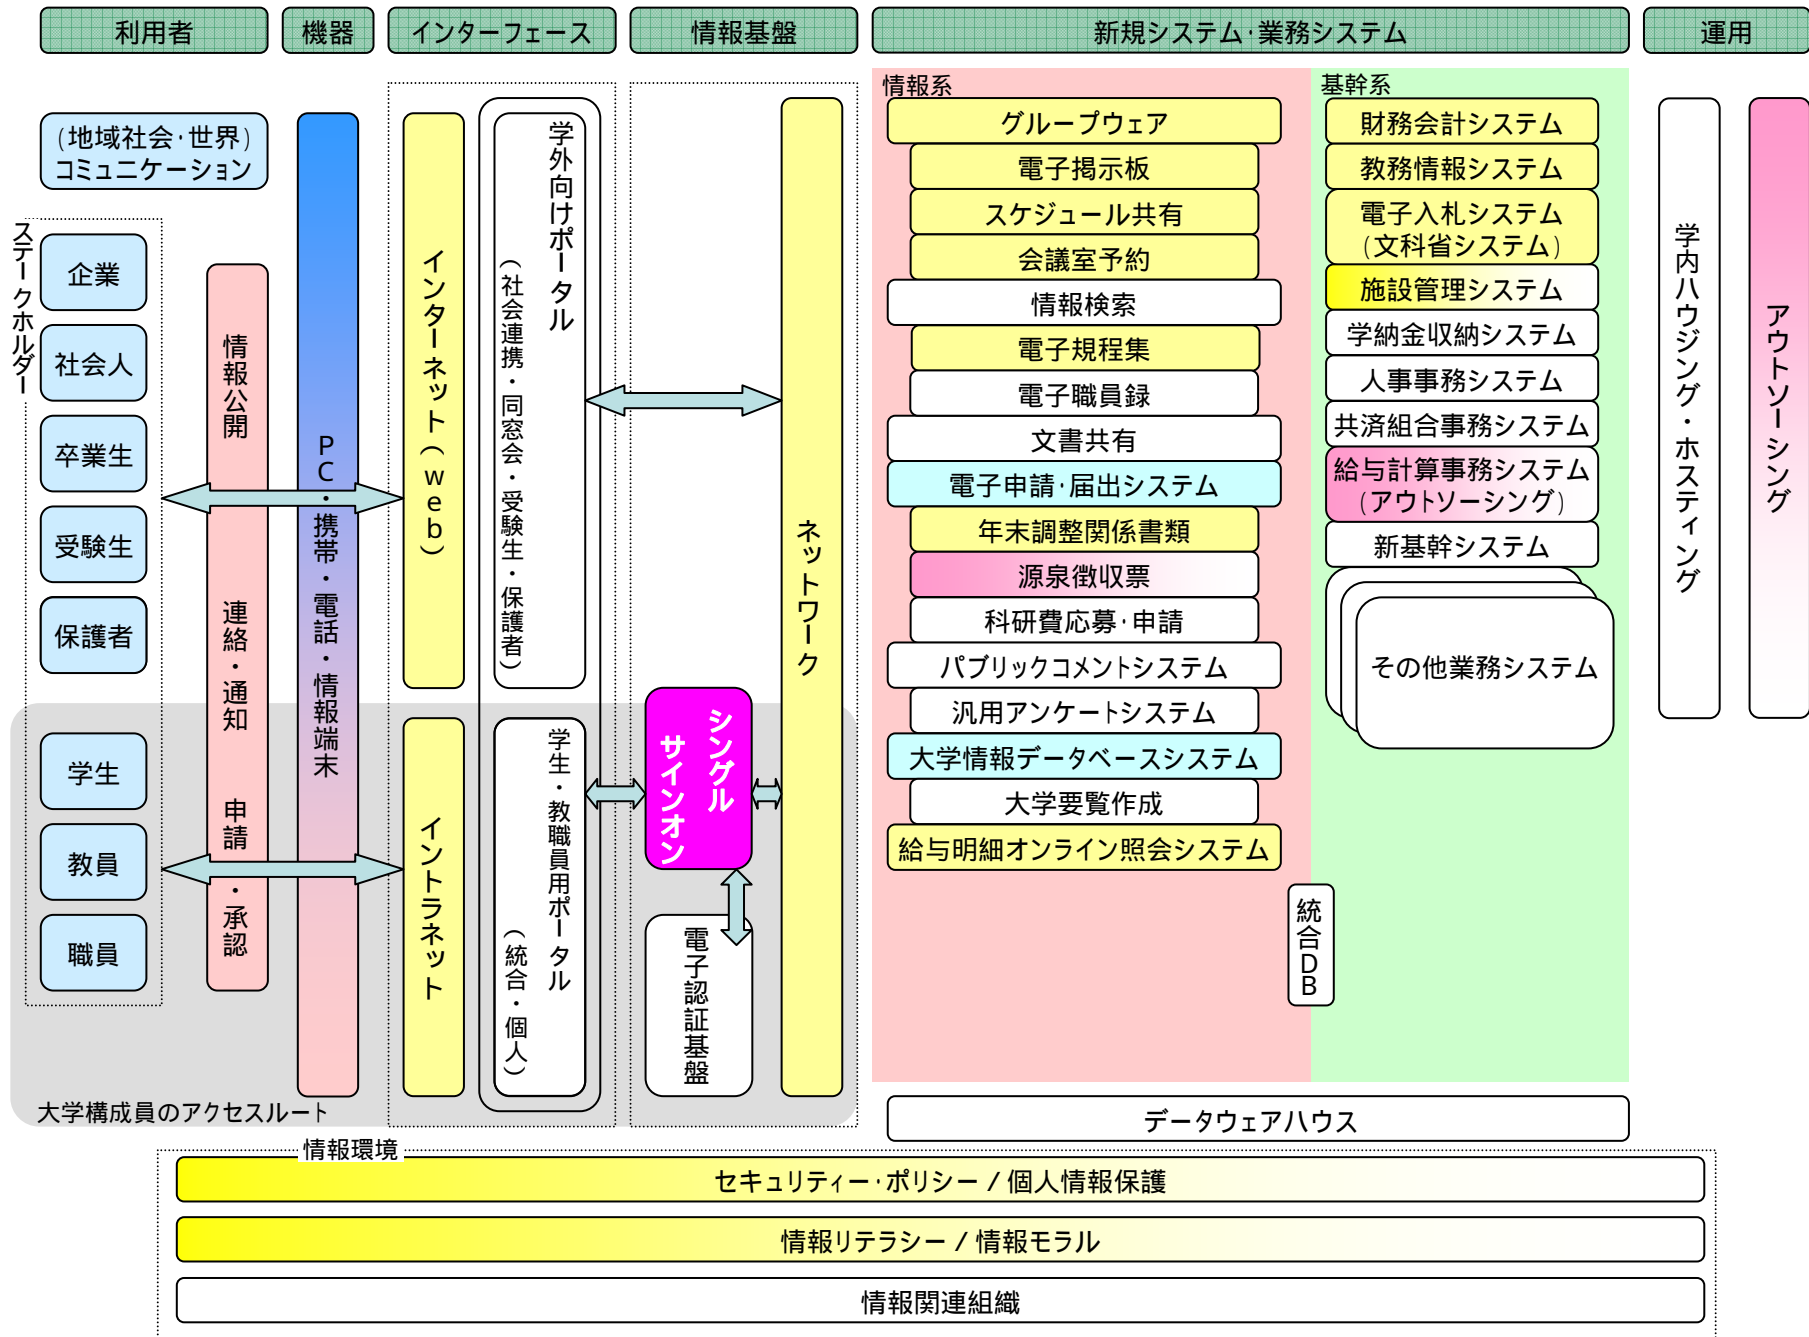 利用者
機器
インターフェース
情報基盤
新規システム・業務システム
運用
(地域社会・世界)
コミュニケーション
ステークホルダー
企業
社会人
卒業生
受験生
保護者
学生
教員
職員
情報公開
連絡・通知
申請・承認
PC・携帯・電話・情報端末
インターネット(web)
イントラネット
学外向けポータル
(社会連携・同窓会・受験生・保護者)
学生・教職員用ポータル
(統合・個人)
シングル
サインオン
電子認証基盤
ネットワーク
大学構成員のアクセスルート
情報系
グループウェア
電子掲示板
スケジュール共有
会議室予約
情報検索
電子規程集
電子職員録
文書共有
電子申請・届出システム
年末調整関係書類
源泉徴収票
科研費応募・申請
パブリックコメントシステム
汎用アンケートシステム
大学情報データベースシステム
大学要覧作成
給与明細オンライン照会システム
基幹系
財務会計システム
教務情報システム
電子入札システム
(文科省システム)
施設管理システム
学納金収納システム
人事事務システム
共済組合事務システム
給与計算事務システム
(アウトソーシング)
新基幹システム
その他業務システム
統合DB
学内ハウジング・ホスティング
アウトソーシング
データウェアハウス
情報環境
セキュリティー・ポリシー / 個人情報保護
情報リテラシー / 情報モラル
情報関連組織